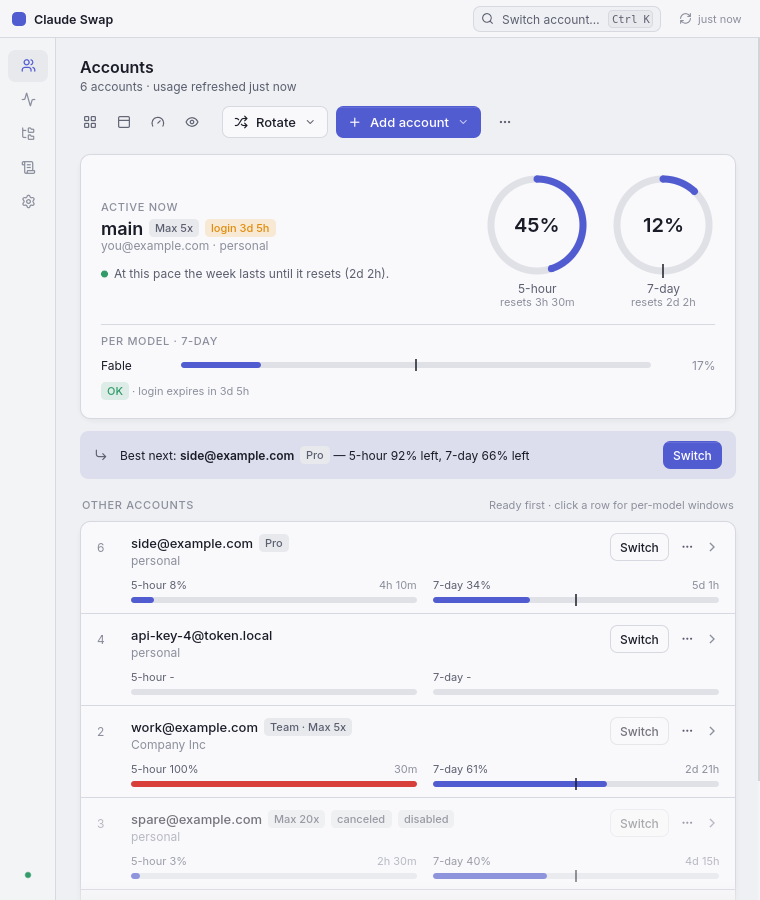 Claude Swap
Switch account... Ctrl K
just now
Accounts
6 accounts · usage refreshed just now
Rotate
Add account
ACTIVE NOW
main Max 5x login 3d 5h
you@example.com · personal
At this pace the week lasts until it resets (2d 2h).
45%
5-hour
resets 3h 30m
12%
7-day
resets 2d 2h
PER MODEL · 7-DAY
Fable 17%
OK · login expires in 3d 5h
Best next: side@example.com Pro — 5-hour 92% left, 7-day 66% left Switch
OTHER ACCOUNTS Ready first · click a row for per-model windows
6 side@example.com Pro Switch
personal
5-hour 8% 4h 10m 7-day 34% 5d 1h
4 api-key-4@token.local Switch
personal
5-hour - 7-day -
2 work@example.com Team · Max 5x Switch
Company Inc
5-hour 100% 30m 7-day 61% 2d 21h
3 spare@example.com Max 20x canceled disabled Switch
personal
5-hour 3% 2h 30m 7-day 40% 4d 15h